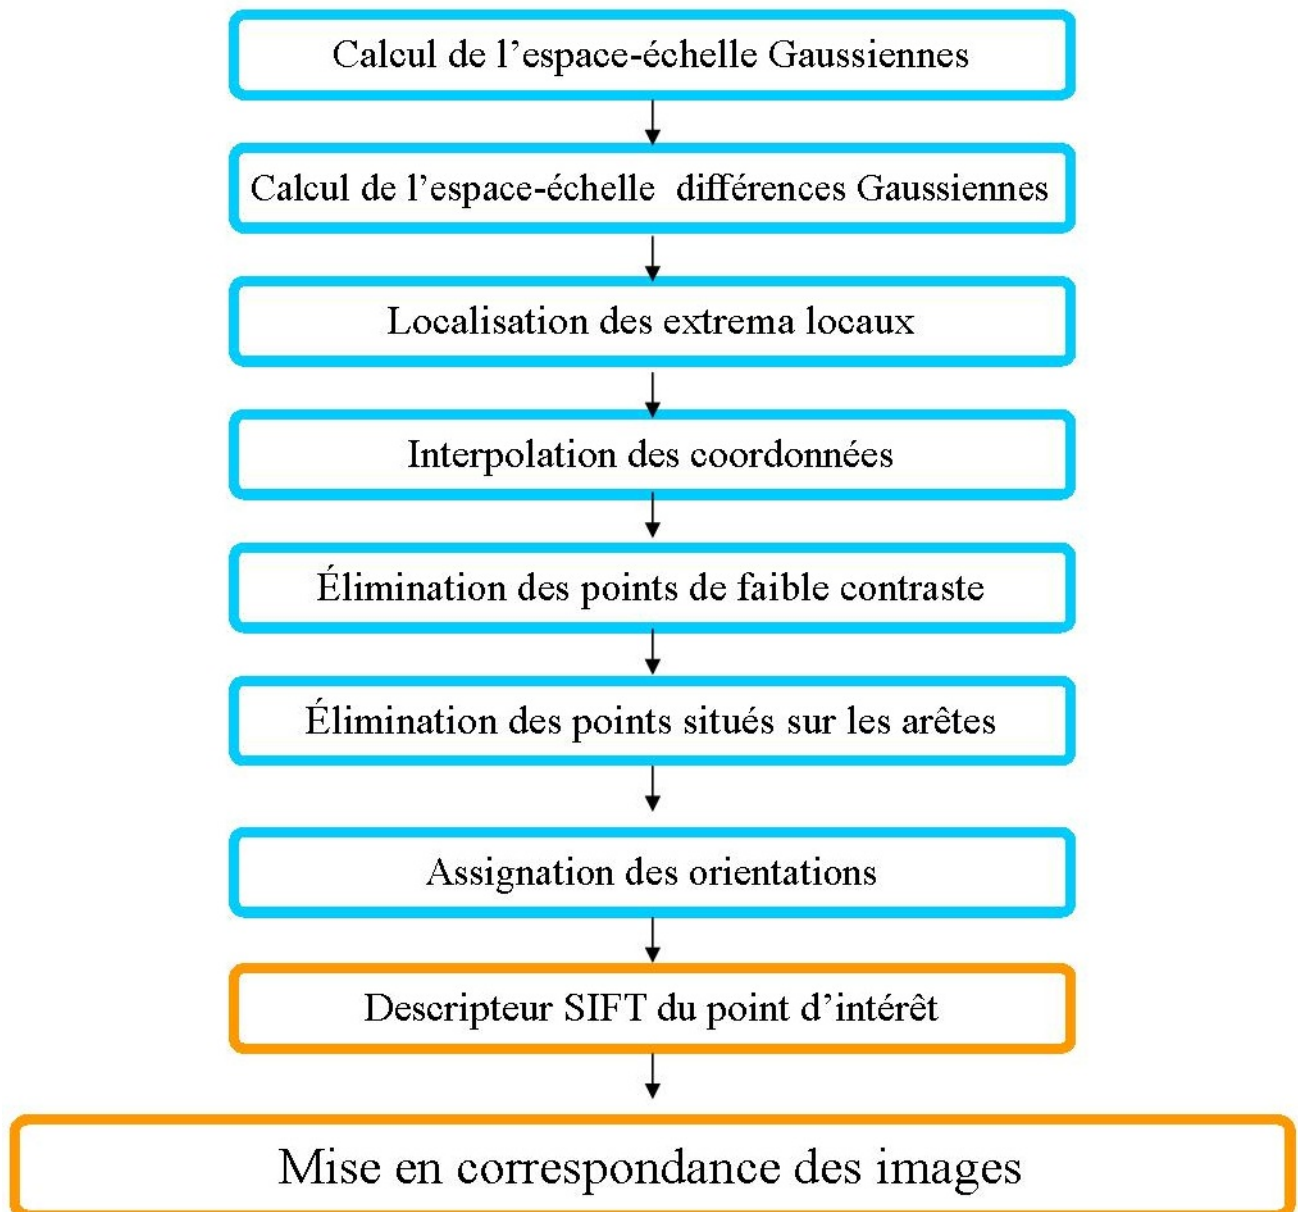 Calcul de l’espace-échelle Gaussiennes
Calcul de l’espace-échelle différences Gaussiennes
Localisation des extrema locaux
Interpolation des coordonnées
Élimination des points de faible contraste
Élimination des points situés sur les arêtes
Assignation des orientations
Descripteur SIFT du point d’intérêt
Mise en correspondance des images